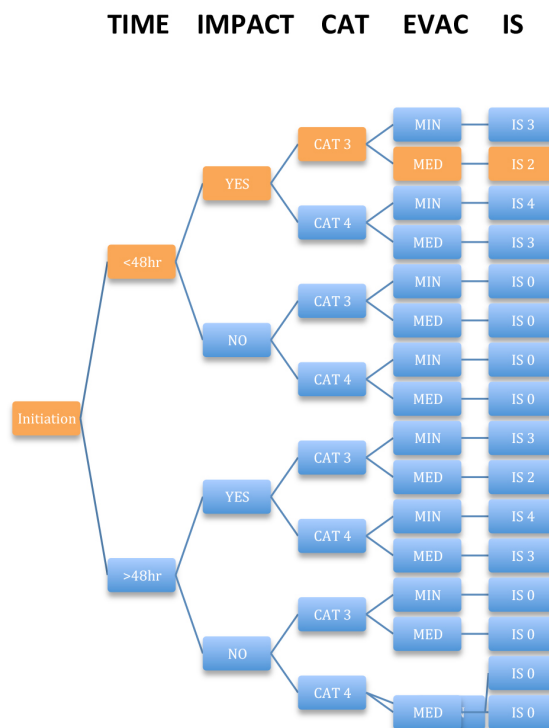 TIME IMPACT CAT EVAC IS
MIN IS 3
CAT 3
MED IS 2
YES
MIN IS 4
CAT 4
MED IS 3
<48hr
MIN IS 0
CAT 3
MED IS 0
NO
MIN IS 0
CAT 4
MED IS 0
Initiation
MIN IS 3
CAT 3
MED IS 2
YES
MIN IS 4
CAT 4
MED IS 3
>48hr
MIN IS 0
CAT 3
MED IS 0
NO
IS 0
CAT 4
MED IS 0